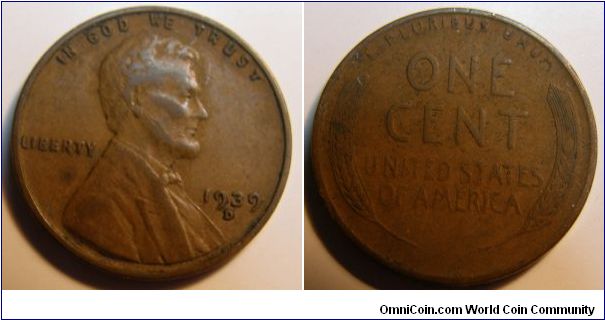 IN GOD WE TRUST
LIBERTY
1939
D
E PLURIBUS UNUM
ONE
CENT
UNITED STATES
OF AMERICA
OmniCoin.com World Coin Community